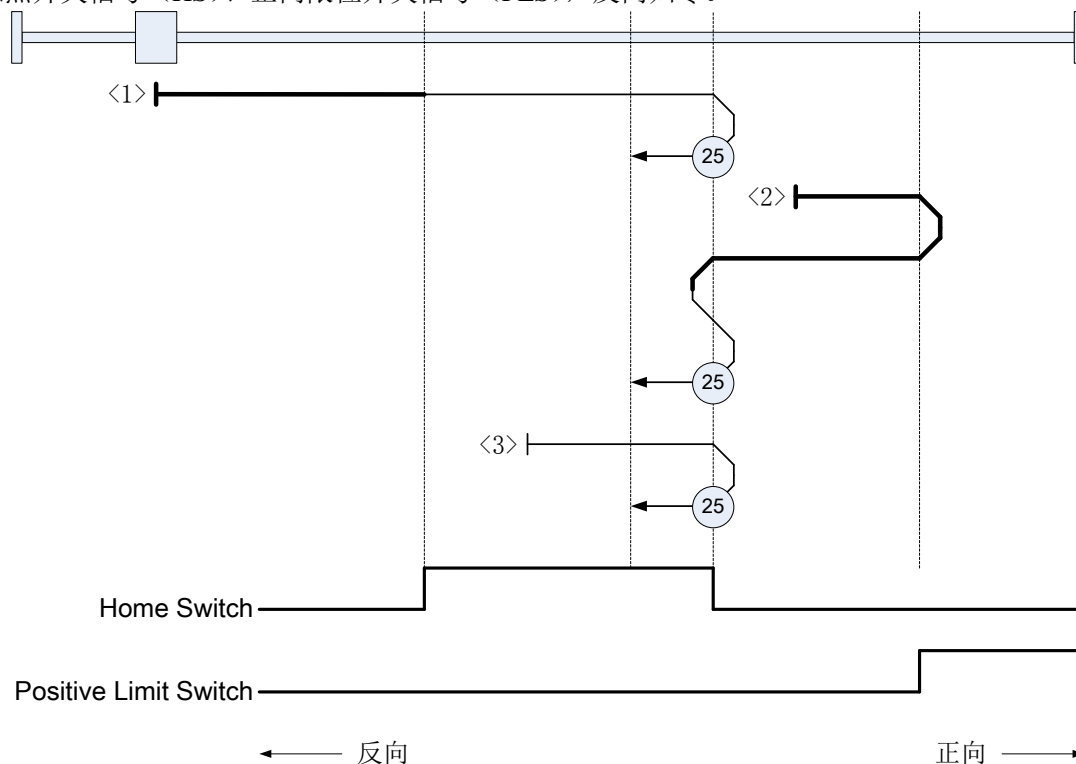 <1>
25
<2>
25
<3>
25
Home Switch
Positive Limit Switch
反向
正向